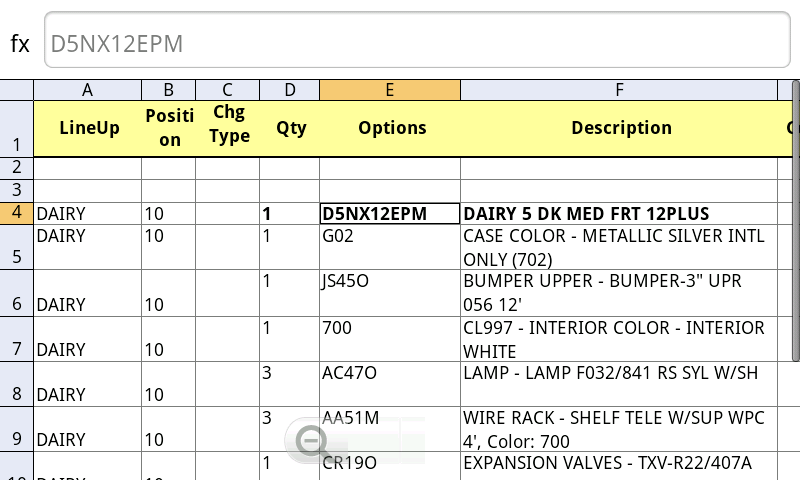 fx D5NX12EPM
A B C D E F
1 LineUp Positi on Chg Type Qty Options Description
2
3
4 DAIRY 10 1 D5NX12EPM DAIRY 5 DK MED FRT 12PLUS
5 DAIRY 10 1 G02 CASE COLOR - METALLIC SILVER INTL
ONLY (702)
6 DAIRY 10 1 JS45O BUMPER UPPER - BUMPER-3" UPR
056 12'
7 DAIRY 10 1 700 CL997 - INTERIOR COLOR - INTERIOR
WHITE
8 DAIRY 10 3 AC47O LAMP - LAMP F032/841 RS SYL W/SH
9 DAIRY 10 3 AA51M WIRE RACK - SHELF TELE W/SUP WPC
4', Color: 700
1 CR19O EXPANSION VALVES - TXV-R22/407A